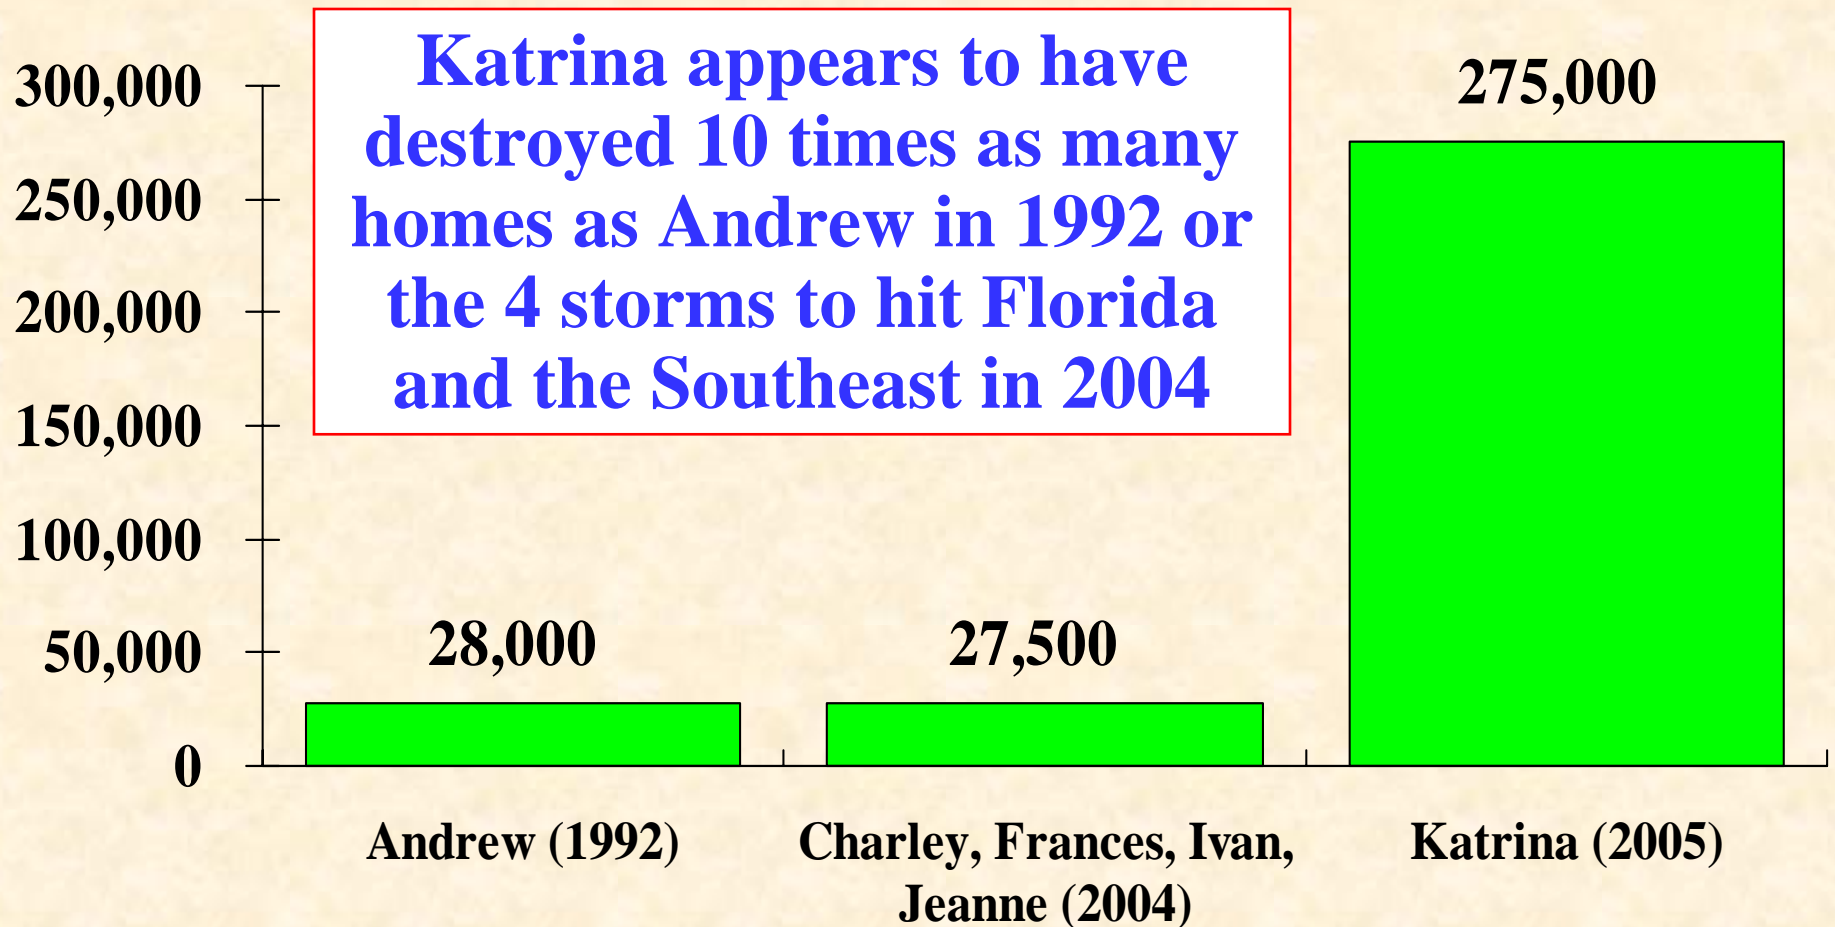 Katrina appears to have
destroyed 10 times as many
homes as Andrew in 1992 or
the 4 storms to hit Florida
and the Southeast in 2004
300,000
250,000
200,000
150,000
100,000
50,000
0
28,000
27,500
275,000
Andrew (1992)
Charley, Frances, Ivan,
Jeanne (2004)
Katrina (2005)